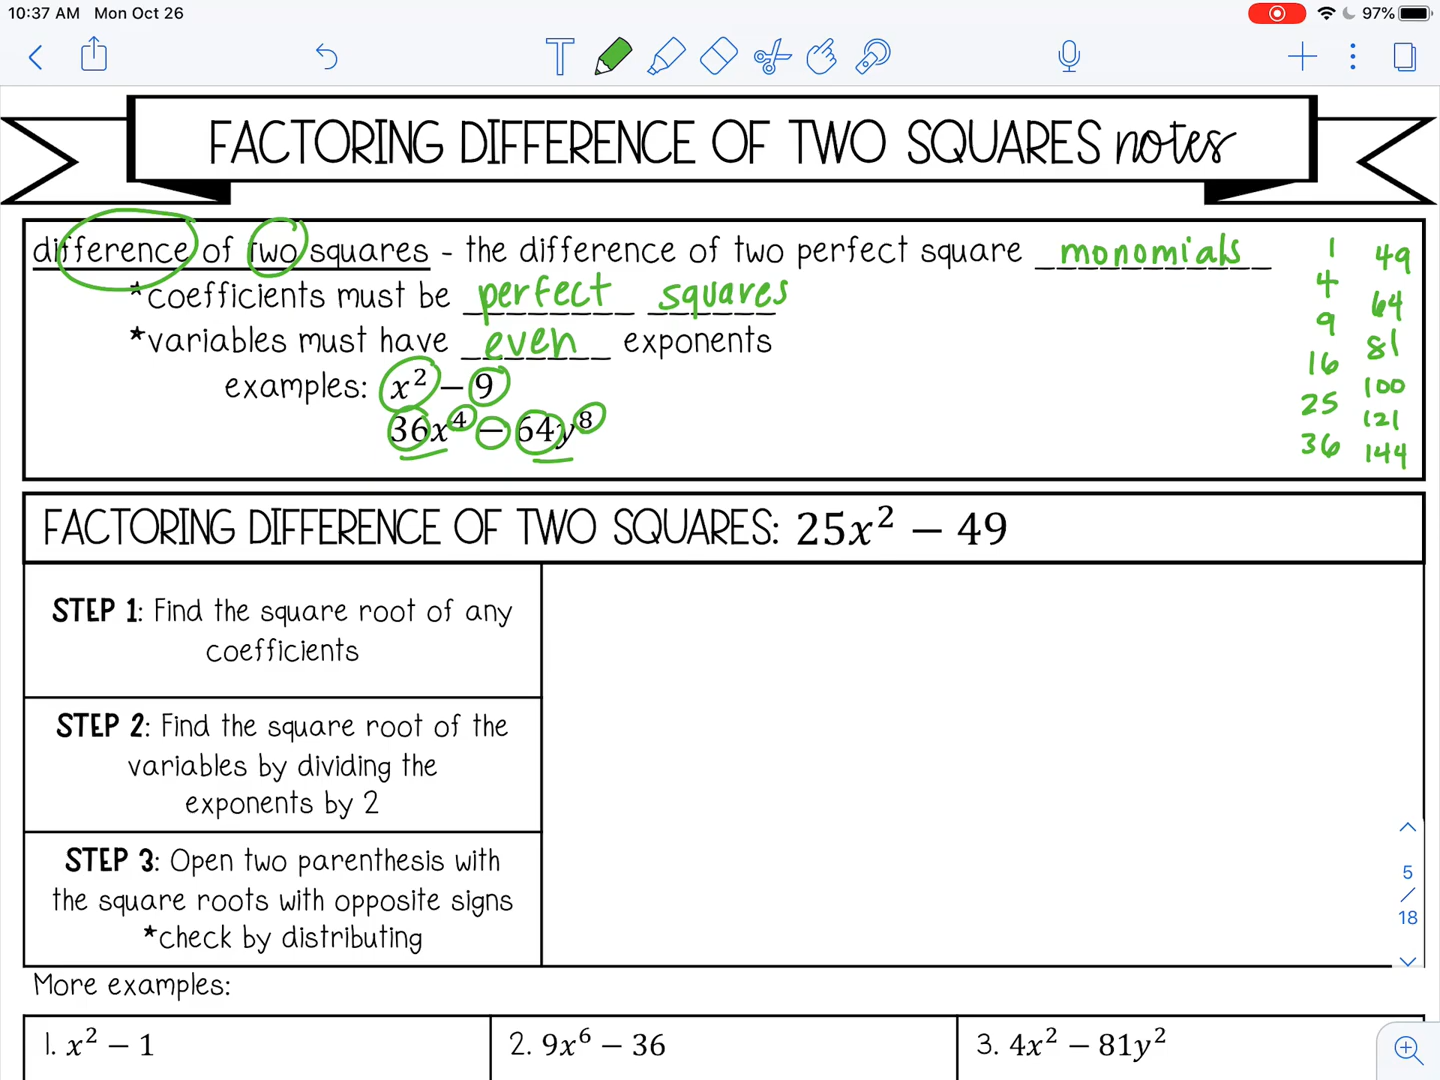 10:37 AM Mon Oct 26
97%
FACTORING DIFFERENCE OF TWO SQUARES notes
difference of two squares - the difference of two perfect square monomials
*coefficients must be perfect squares
*variables must have even exponents
examples: x² − 9
36x⁴ − 64y⁸
1 49
4 64
9 81
16 100
25 121
36 144
FACTORING DIFFERENCE OF TWO SQUARES: 25x² − 49
STEP 1: Find the square root of any
coefficients
STEP 2: Find the square root of the
variables by dividing the
exponents by 2
STEP 3: Open two parenthesis with
the square roots with opposite signs
*check by distributing
5
/
18
More examples:
1. x² − 1
2. 9x⁶ − 36
3. 4x² − 81y²